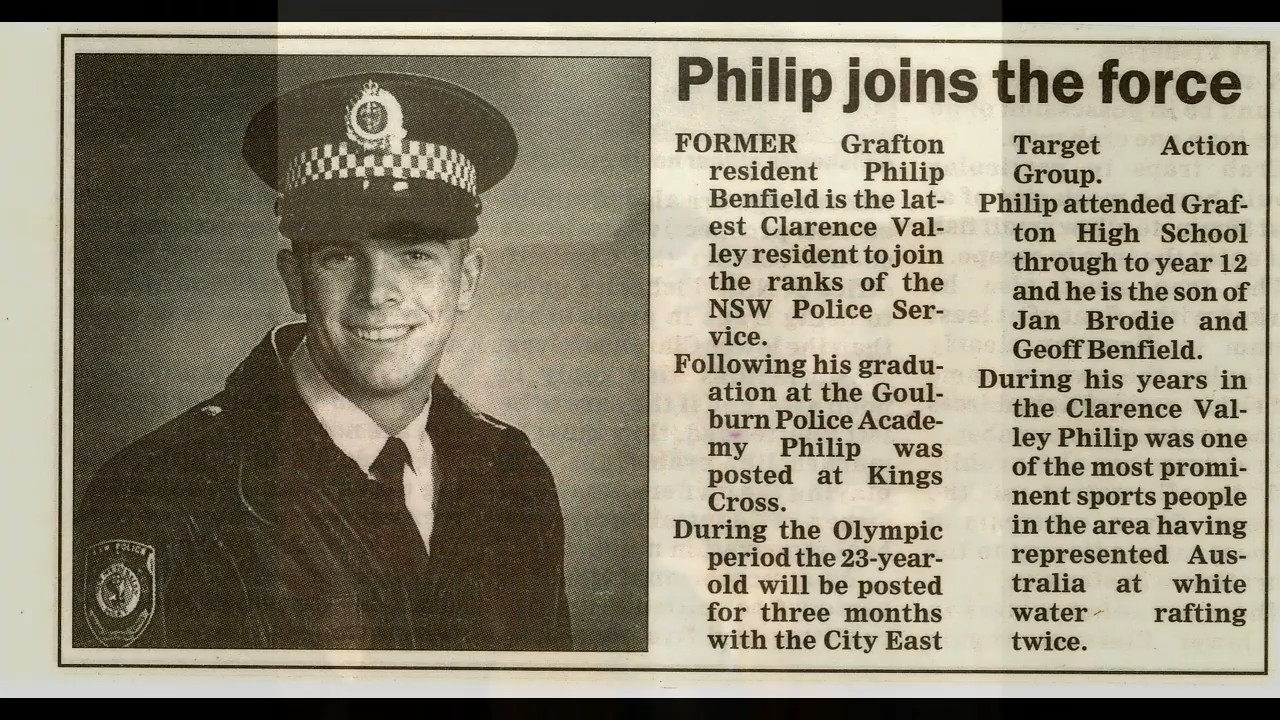 Philip joins the force
FORMER Grafton
resident Philip
Benfield is the lat-
est Clarence Val-
ley resident to join
the ranks of the
NSW Police Ser-
vice.
Following his gradu-
ation at the Goul-
burn Police Acade-
my Philip was
posted at Kings
Cross.
During the Olympic
period the 23-year-
old will be posted
for three months
with the City East
Target Action
Group.
Philip attended Graf-
ton High School
through to year 12
and he is the son of
Jan Brodie and
Geoff Benfield.
During his years in
the Clarence Val-
ley Philip was one
of the most promi-
nent sports people
in the area having
represented Aus-
tralia at white
water rafting
twice.
POLICE